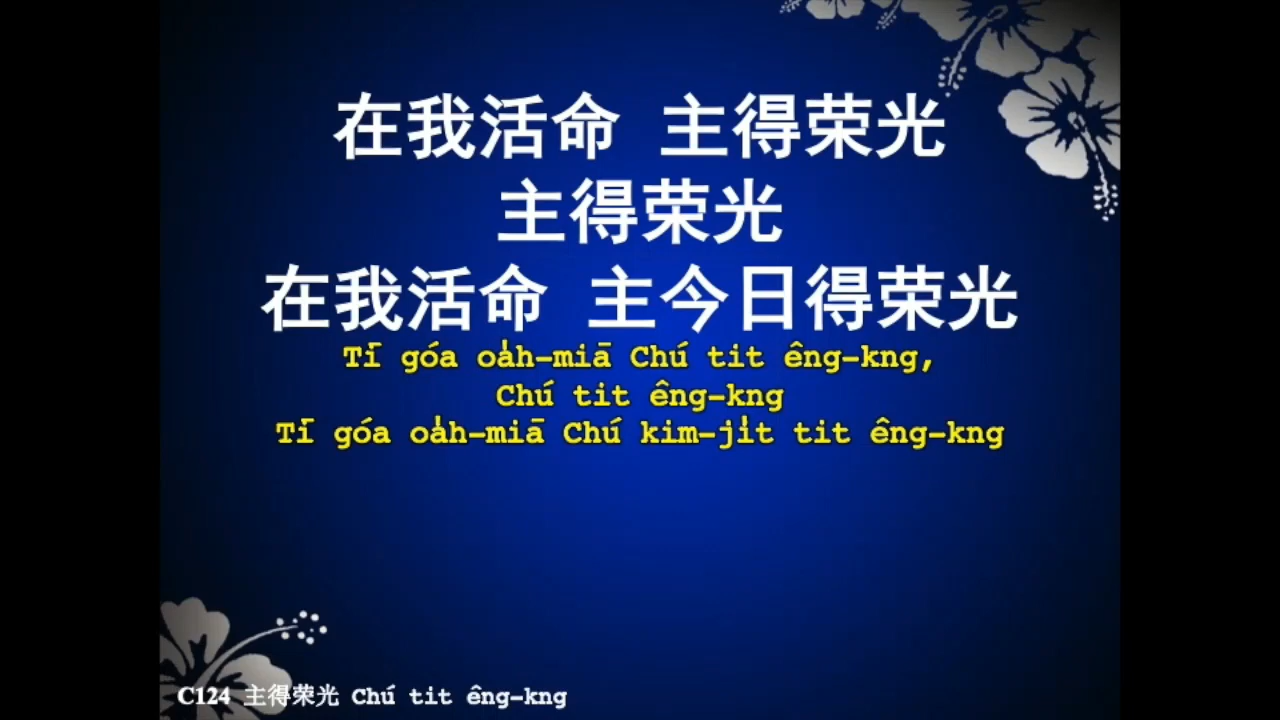 在我活命 主得荣光
主得荣光
在我活命 主今日得荣光
Tī góa oa̍h-miā Chú tit êng-kng,
Chú tit êng-kng
Tī góa oa̍h-miā Chú kim-ji̍t tit êng-kng
C124 主得荣光 Chú tit êng-kng